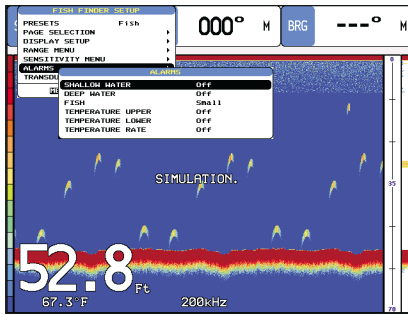 FISH FINDER SETUP
PRESETS Fish
PAGE SELECTION
DISPLAY SETUP
RANGE MENU
SENSITIVITY MENU
ALARMS
TRANSDU
000° M
BRG ---° M
ALARMS
SHALLOW WATER Off
DEEP WATER Off
FISH Small
TEMPERATURE UPPER Off
TEMPERATURE LOWER Off
TEMPERATURE RATE Off
0
SIMULATION.
35
52.8 Ft
67.3°F
200kHz
70